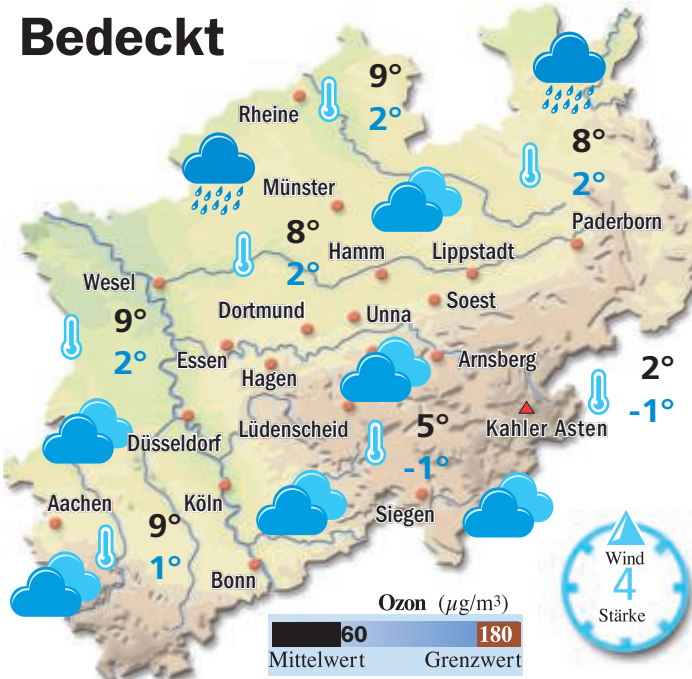 Bedeckt
9°
Rheine
2°
8°
Münster
2°
Paderborn
8°
Hamm
Lippstadt
2°
Wesel
Soest
Dortmund
Unna
9°
2°
Essen
Arnsberg
Hagen
2°
-1°
Kahler Asten
Lüdenscheid
5°
Düsseldorf
-1°
Aachen
Köln
Siegen
9°
1°
Bonn
Wind
4
Stärke
Ozon (µg/m³)
60
180
Mittelwert
Grenzwert